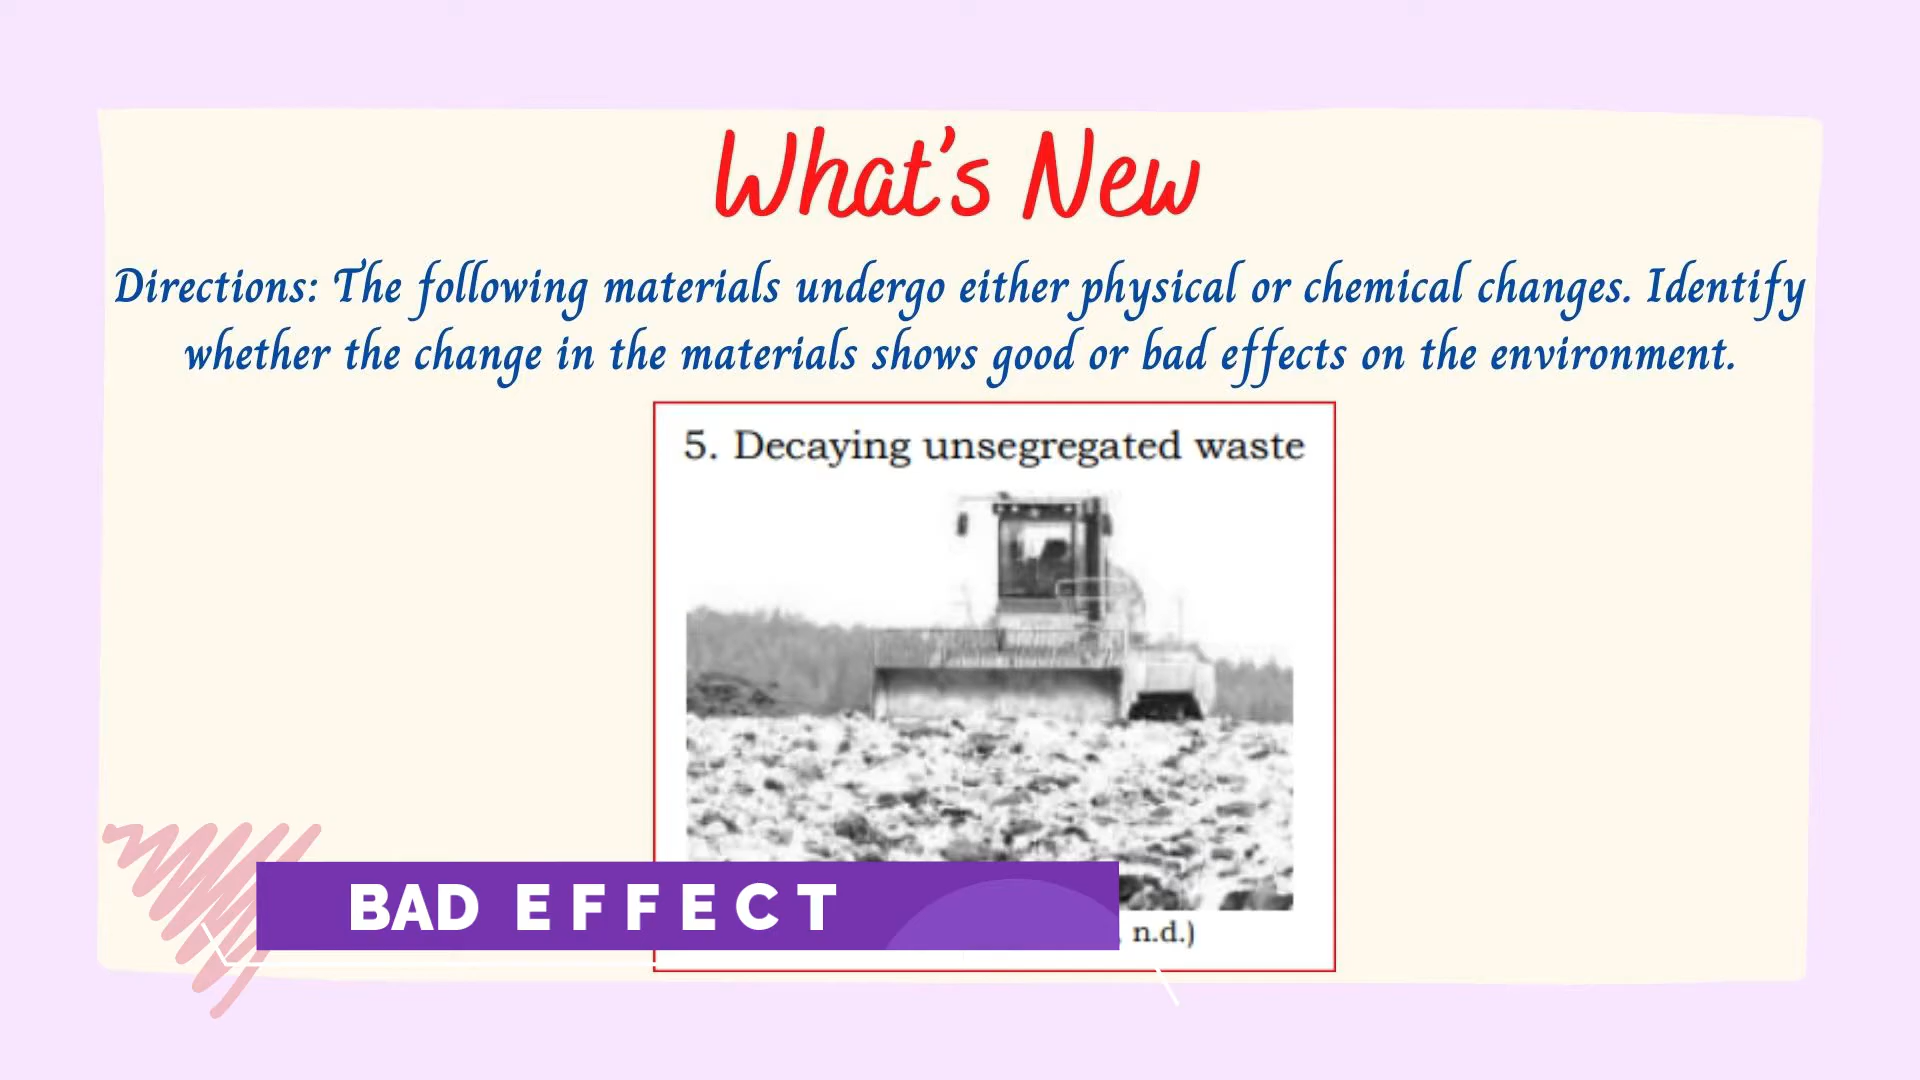 What's New
Directions: The following materials undergo either physical or chemical changes. Identify
whether the change in the materials shows good or bad effects on the environment.
5. Decaying unsegregated waste
BAD EFFECT
n.d.)